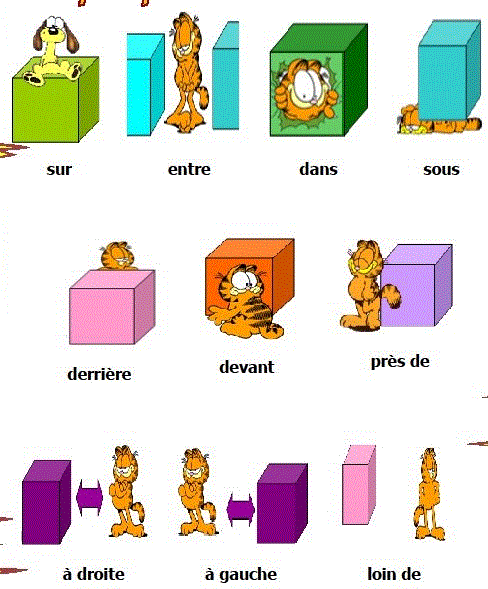 sur entre dans sous
derrière devant près de
à droite à gauche loin de